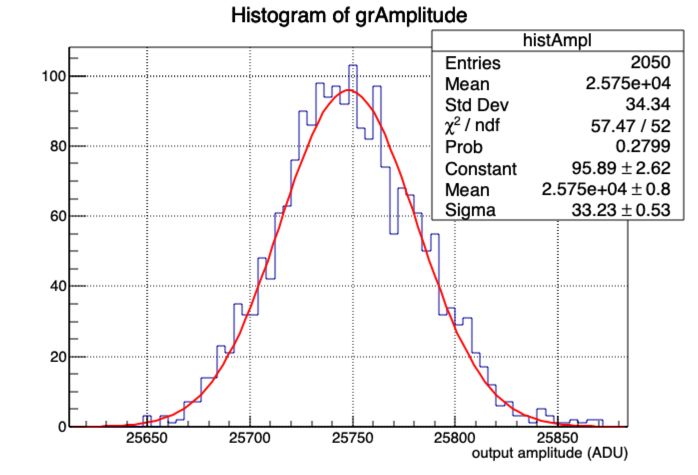 Histogram of grAmplitude
histAmpl
Entries 2050
Mean 2.575e+04
Std Dev 34.34
χ² / ndf 57.47 / 52
Prob 0.2799
Constant 95.89 ± 2.62
Mean 2.575e+04 ± 0.8
Sigma 33.23 ± 0.53
100
80
60
40
20
0
25650 25700 25750 25800 25850
output amplitude (ADU)